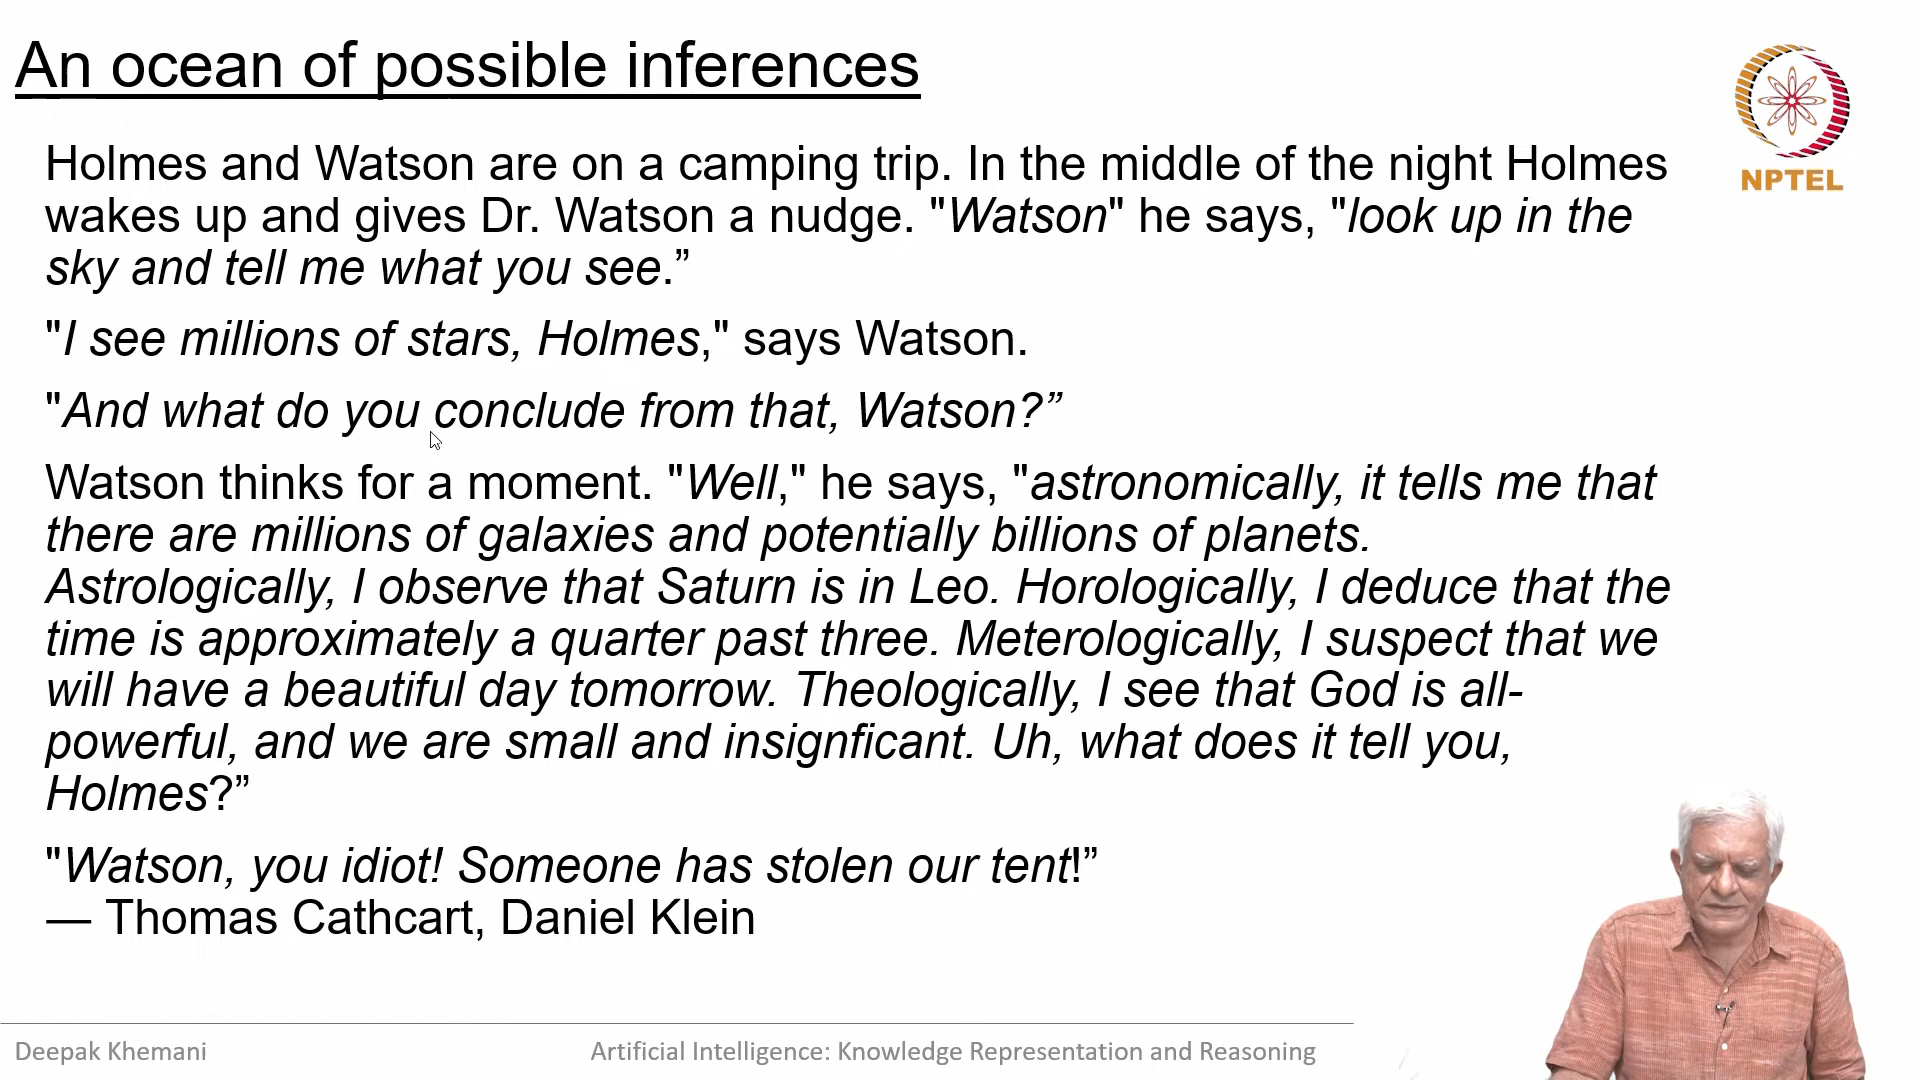 An ocean of possible inferences
NPTEL
Holmes and Watson are on a camping trip. In the middle of the night Holmes
wakes up and gives Dr. Watson a nudge. "Watson" he says, "look up in the
sky and tell me what you see.”
"I see millions of stars, Holmes," says Watson.
"And what do you conclude from that, Watson?”
Watson thinks for a moment. "Well," he says, "astronomically, it tells me that
there are millions of galaxies and potentially billions of planets.
Astrologically, I observe that Saturn is in Leo. Horologically, I deduce that the
time is approximately a quarter past three. Meterologically, I suspect that we
will have a beautiful day tomorrow. Theologically, I see that God is all-
powerful, and we are small and insignficant. Uh, what does it tell you,
Holmes?”
"Watson, you idiot! Someone has stolen our tent!”
— Thomas Cathcart, Daniel Klein
Deepak Khemani
Artificial Intelligence: Knowledge Representation and Reasoning